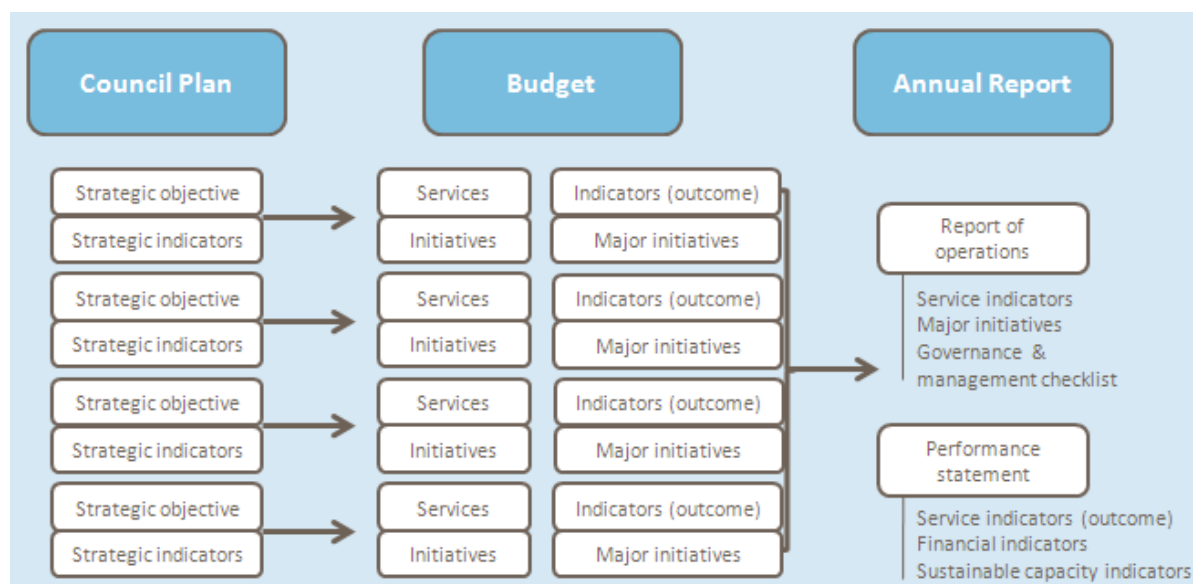 Council Plan
Budget
Annual Report
Strategic objective
Strategic indicators
Services
Initiatives
Indicators (outcome)
Major initiatives
Strategic objective
Strategic indicators
Services
Initiatives
Indicators (outcome)
Major initiatives
Strategic objective
Strategic indicators
Services
Initiatives
Indicators (outcome)
Major initiatives
Strategic objective
Strategic indicators
Services
Initiatives
Indicators (outcome)
Major initiatives
Report of
operations
Service indicators
Major initiatives
Governance &
management checklist
Performance
statement
Service indicators (outcome)
Financial indicators
Sustainable capacity indicators